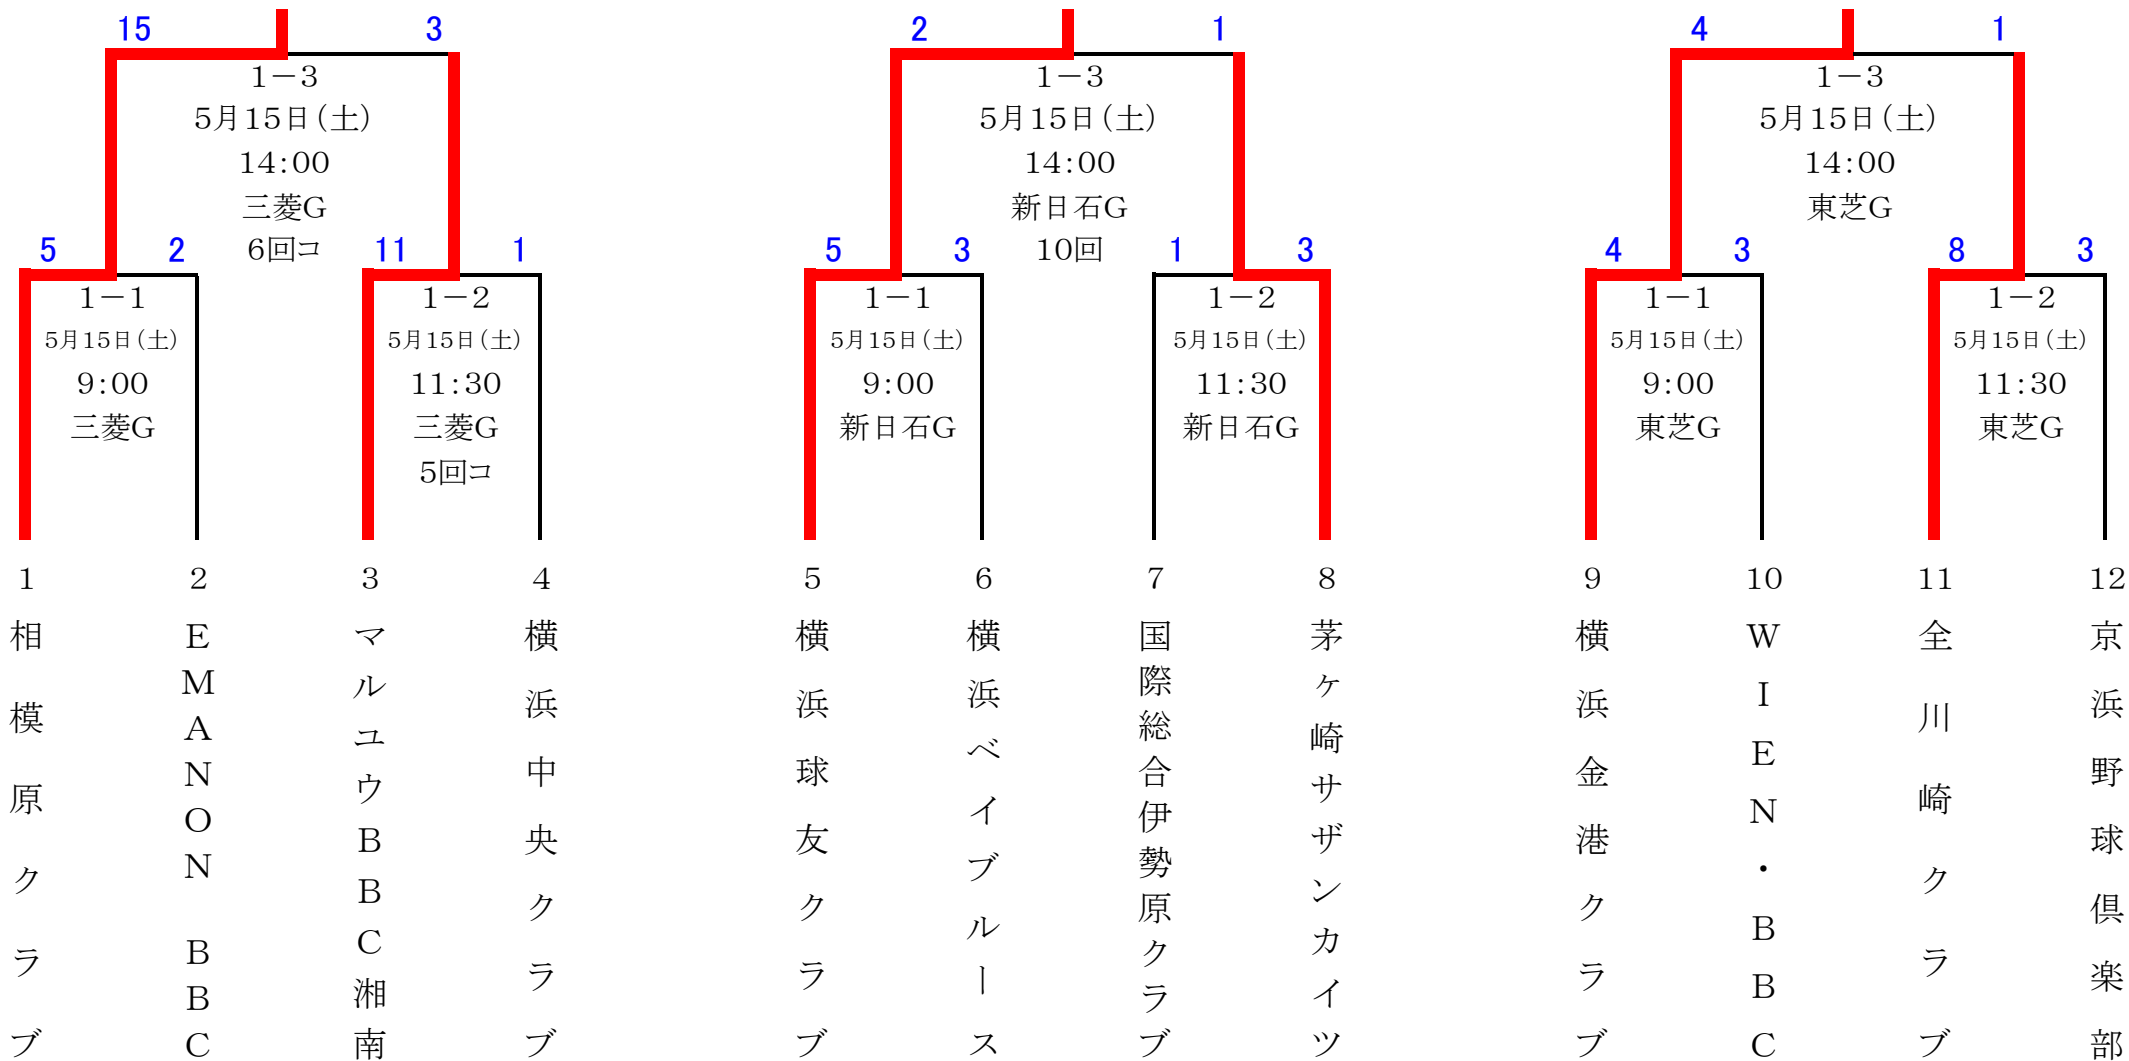 15 3 2 1 4 1
1－3 1－3 1－3
5月15日（土） 5月15日（土） 5月15日（土）
14：00 14：00 14：00
三菱G 新日石G 東芝G
5 2 6回コ 11 1 5 3 10回 1 3 4 3 8 3
1－1 1－2 1－1 1－2 1－1 1－2
5月15日（土） 5月15日（土） 5月15日（土） 5月15日（土） 5月15日（土） 5月15日（土）
9：00 11：30 9：00 11：30 9：00 11：30
三菱G 三菱G 新日石G 新日石G 東芝G 東芝G
5回コ
1 2 3 4 5 6 7 8 9 10 11 12
相模原クラブ
EMANON BBC
マルユウBBC湘南
横浜中央クラブ
横浜球友クラブ
横浜ベイブルース
国際総合伊勢原クラブ
茅ヶ崎サザンカイツ
横浜金港クラブ
WIEN・BBC
全川崎クラブ
京浜野球倶楽部